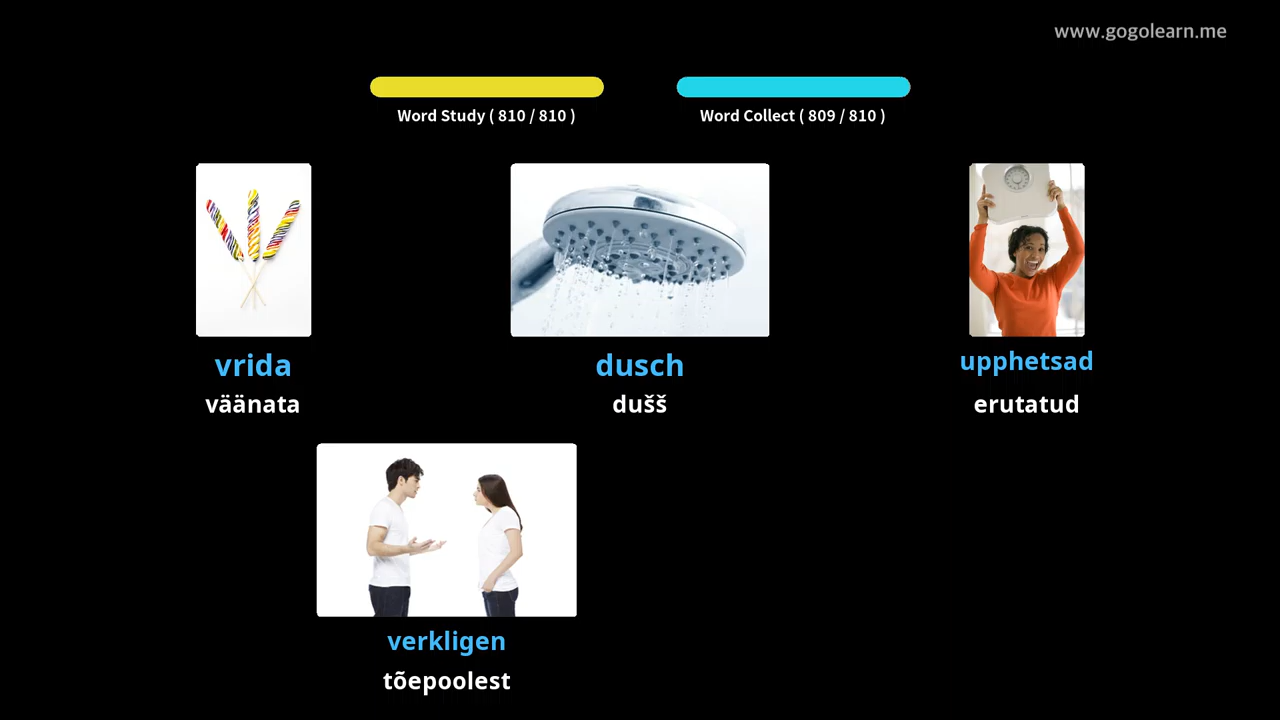 www.gogolearn.me
Word Study ( 810 / 810 )
Word Collect ( 809 / 810 )
vrida
väänata
dusch
dušš
upphetsad
erutatud
verkligen
tõepoolest